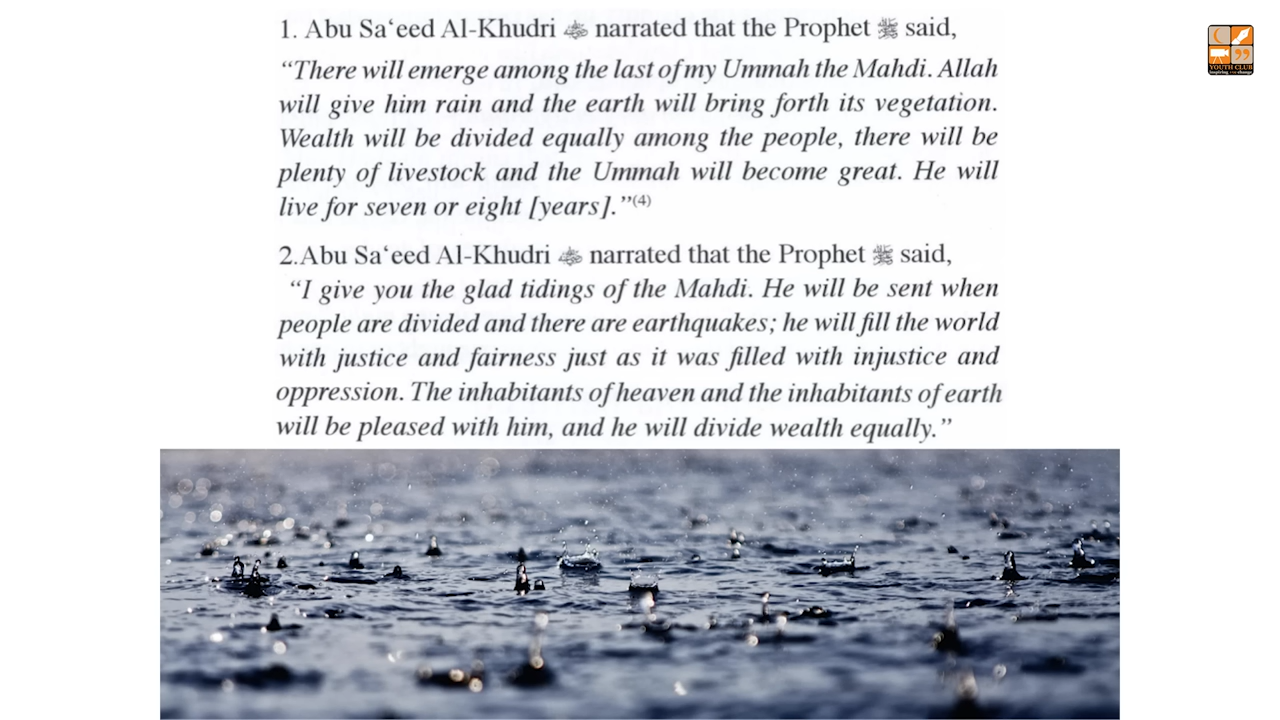 1. Abu Sa‘eed Al-Khudri رضي الله عنه narrated that the Prophet ﷺ said,
“There will emerge among the last of my Ummah the Mahdi. Allah
will give him rain and the earth will bring forth its vegetation.
Wealth will be divided equally among the people, there will be
plenty of livestock and the Ummah will become great. He will
live for seven or eight [years].”(4)
2.Abu Sa‘eed Al-Khudri رضي الله عنه narrated that the Prophet ﷺ said,
“I give you the glad tidings of the Mahdi. He will be sent when
people are divided and there are earthquakes; he will fill the world
with justice and fairness just as it was filled with injustice and
oppression. The inhabitants of heaven and the inhabitants of earth
will be pleased with him, and he will divide wealth equally.”
YOUTH CLUB